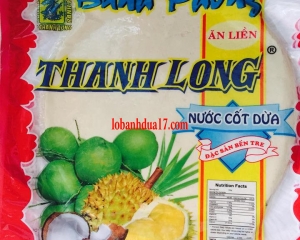 Bánh Phồng
ĂN LIỀN
THANH LONG®
lobanhdua17.com
NƯỚC CỐT DỪA
ĐẶC SẢN BẾN TRE
Nutrition Facts